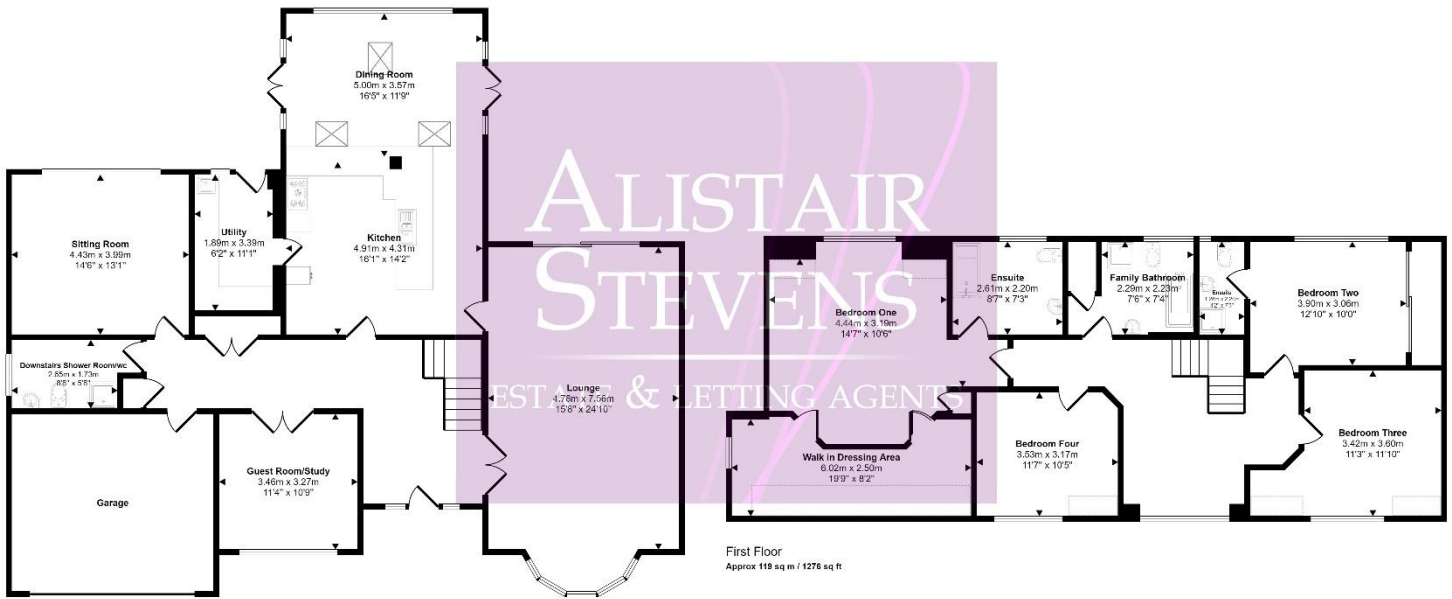 Dining Room
5.00m x 3.57m
16'5" x 11'9"
ALISTAIR
STEVENS
ESTATE & LETTING AGENTS
Sitting Room
4.43m x 3.99m
14'6" x 13'1"
Utility
1.89m x 3.39m
6'2" x 11'1"
Kitchen
4.91m x 4.31m
16'1" x 14'2"
Downstairs Shower Room/wc
2.65m x 1.73m
8'8" x 5'8"
Lounge
4.78m x 7.56m
15'8" x 24'10"
Garage
Guest Room/Study
3.46m x 3.27m
11'4" x 10'9"
Bedroom One
4.44m x 3.19m
14'7" x 10'6"
Ensuite
2.61m x 2.20m
8'7" x 7'3"
Family Bathroom
2.29m x 2.23m
7'6" x 7'4"
Ensuite
Bedroom Two
3.90m x 3.06m
12'10" x 10'0"
Walk in Dressing Area
6.02m x 2.50m
19'9" x 8'2"
Bedroom Four
3.53m x 3.17m
11'7" x 10'5"
Bedroom Three
3.42m x 3.60m
11'3" x 11'10"
First Floor
Approx 119 sq m / 1276 sq ft